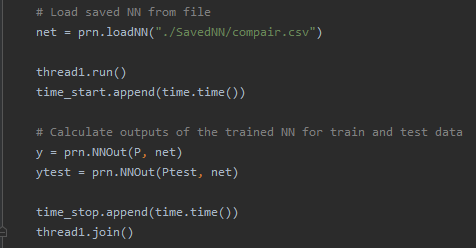 # Load saved NN from file
net = prn.loadNN("./SavedNN/compair.csv")
thread1.run()
time_start.append(time.time())
# Calculate outputs of the trained NN for train and test data
y = prn.NNOut(P, net)
ytest = prn.NNOut(Ptest, net)
time_stop.append(time.time())
thread1.join()